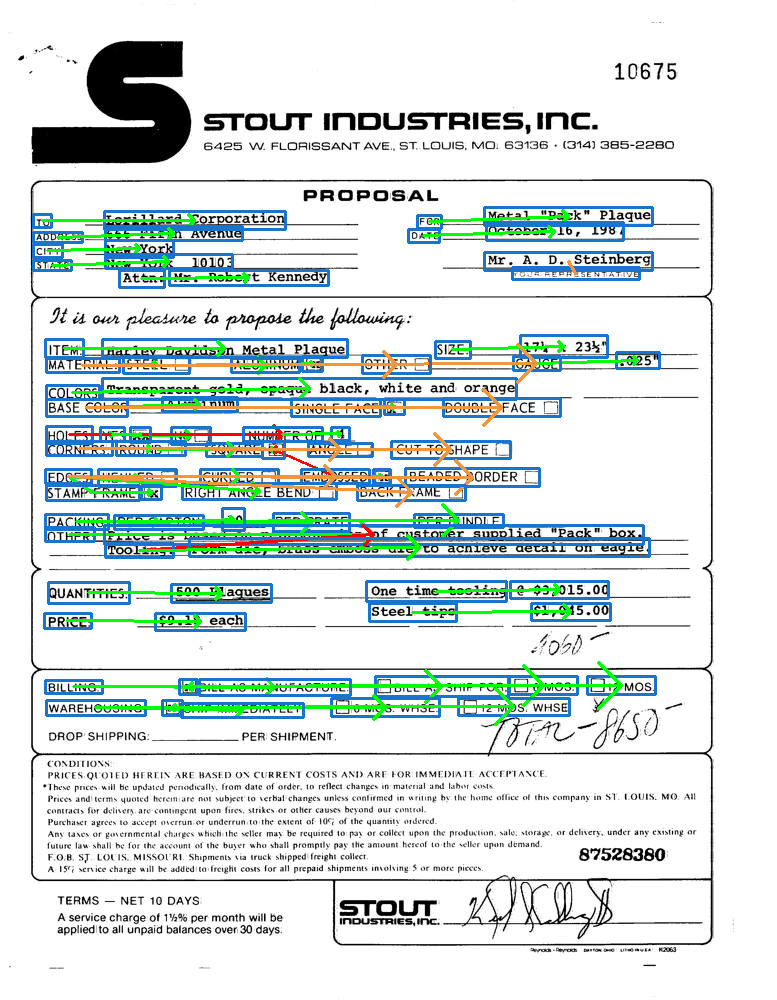 10675
STOUT INDUSTRIES, INC.
6425 W. FLORISSANT AVE., ST. LOUIS, MO. 63136 • (314) 385-2280
PROPOSAL
TO Lorillard Corporation FOR Metal "Pack" Plaque
ADDRESS 666 Fifth Avenue DATE October 16, 1987
CITY New York
STATE New York 10103 Mr. A. D. Steinberg
Attn: Mr. Robert Kennedy YOUR REPRESENTATIVE
It is our pleasure to propose the following:
ITEM: Harley Davidson Metal Plaque SIZE: 17¼ x 23½"
MATERIAL: STEEL ALUMINUM OTHER GAUGE .025"
COLORS: Transparent gold, opaque black, white and orange
BASE COLOR Aluminum SINGLE FACE DOUBLE FACE
HOLES: YES xx NO NUMBER OF 4
CORNERS: ROUND SQUARE ANGLE CUT TO SHAPE
EDGES: HEMMED CURLED EMBOSSED BEADED BORDER
STAMP FRAME x RIGHT ANGLE BEND BACK FRAME
PACKING: PER CARTON PER CRATE PER BUNDLE
OTHER: Price is based on of customer supplied "Pack" box.
Tooling: Form die, brass emboss die to achieve detail on eagle.
QUANTITIES: 500 Plaques One time tooling @ $3,015.00
PRICE: $9.18 each Steel tips $1,045.00
4060-
BILLING: BILL AS MANUFACTURE. BILL AS SHIP FOR 6 MOS. 12 MOS.
WAREHOUSING: SHIP IMMEDIATELY 6 MOS. WHSE. 12 MOS. WHSE
TOTAL - 8650-
DROP SHIPPING: PER SHIPMENT.
CONDITIONS:
PRICES QUOTED HEREIN ARE BASED ON CURRENT COSTS AND ARE FOR IMMEDIATE ACCEPTANCE.
*These prices will be updated periodically, from date of order, to reflect changes in material and labor costs.
Prices and terms quoted herein are not subject to verbal changes unless confirmed in writing by the home office of this company in ST. LOUIS, MO. All
contracts for delivery are contingent upon fires, strikes or other causes beyond our control.
Purchaser agrees to accept overrun or underrun to the extent of 10% of the quantity ordered.
Any taxes or governmental charges which the seller may be required to pay or collect upon the production, sale, storage, or delivery, under any existing or
future law shall be for the account of the buyer who shall promptly pay the amount hereof to the seller upon demand.
F.O.B. ST. LOUIS, MISSOURI. Shipments via truck shipped freight collect.
A 15% service charge will be added to freight costs for all prepaid shipments involving 5 or more pieces.
87528380
TERMS — NET 10 DAYS
A service charge of 1½% per month will be
applied to all unpaid balances over 30 days.
STOUT
INDUSTRIES, INC.
Reynolds + Reynolds DAYTON, OHIO LITHO IN U.S.A. K2063